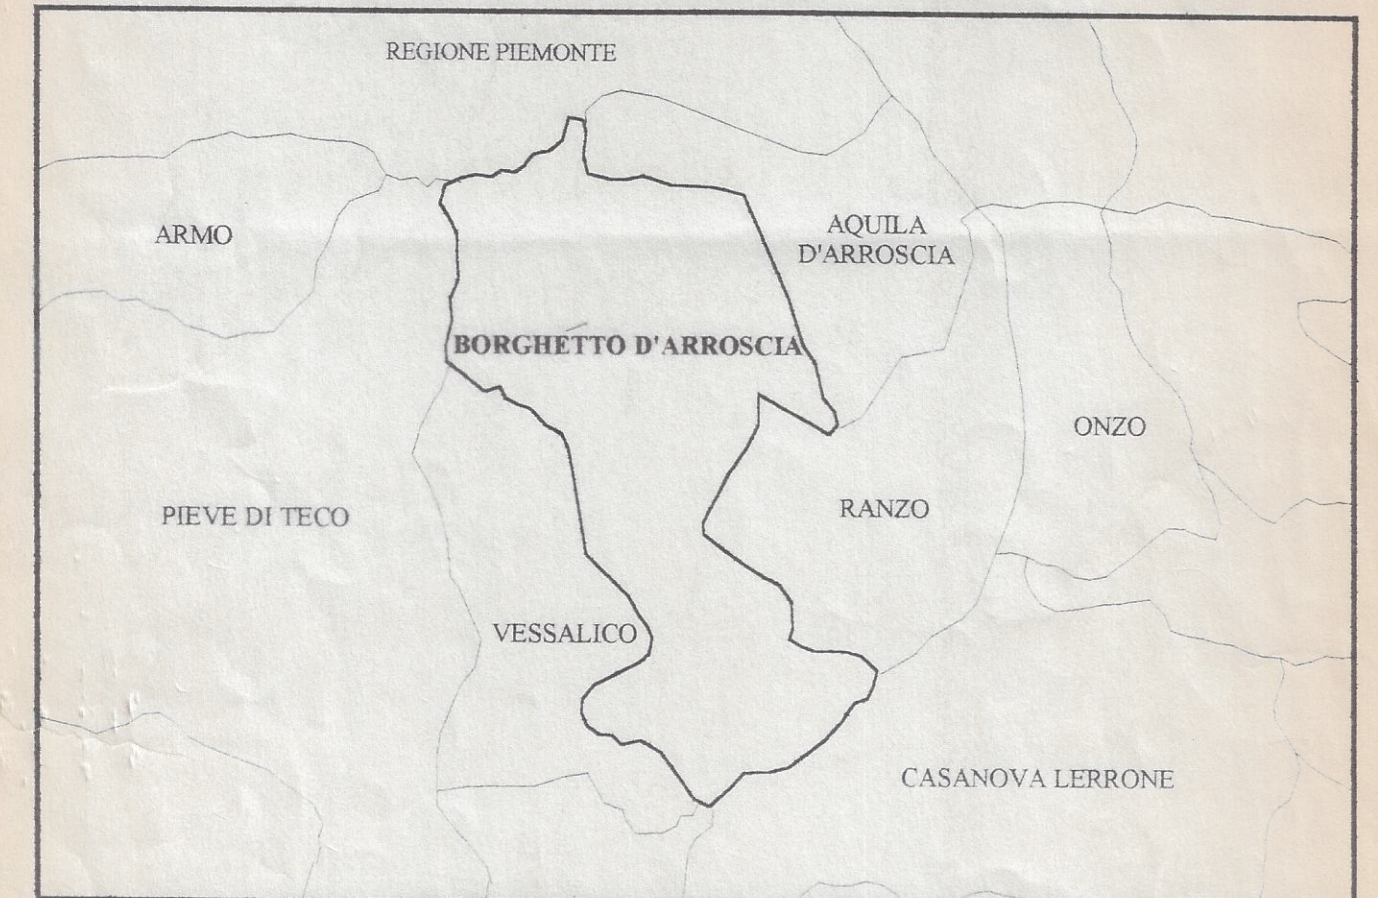 REGIONE PIEMONTE
ARMO
AQUILA
D'ARROSCIA
BORGHETTO D'ARROSCIA
ONZO
PIEVE DI TECO
RANZO
VESSALICO
CASANOVA LERRONE